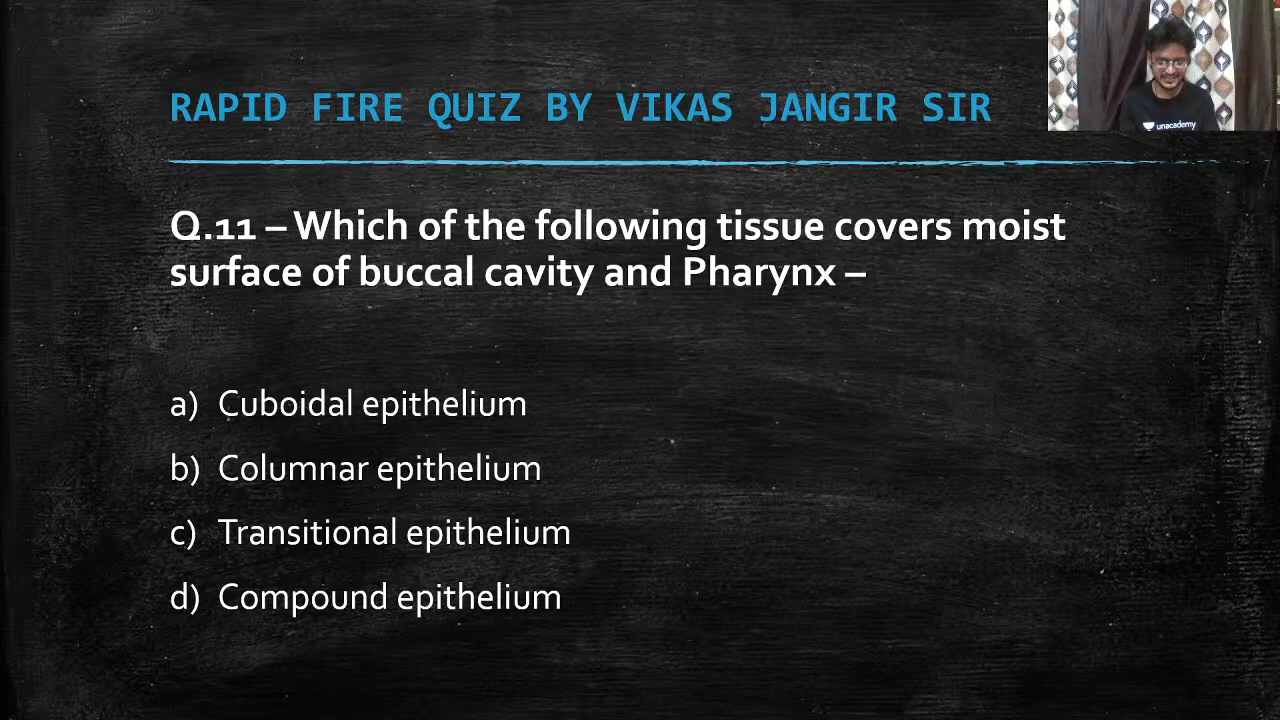 RAPID FIRE QUIZ BY VIKAS JANGIR SIR
unacademy
Q.11 – Which of the following tissue covers moist
surface of buccal cavity and Pharynx –
a) Cuboidal epithelium
b) Columnar epithelium
c) Transitional epithelium
d) Compound epithelium